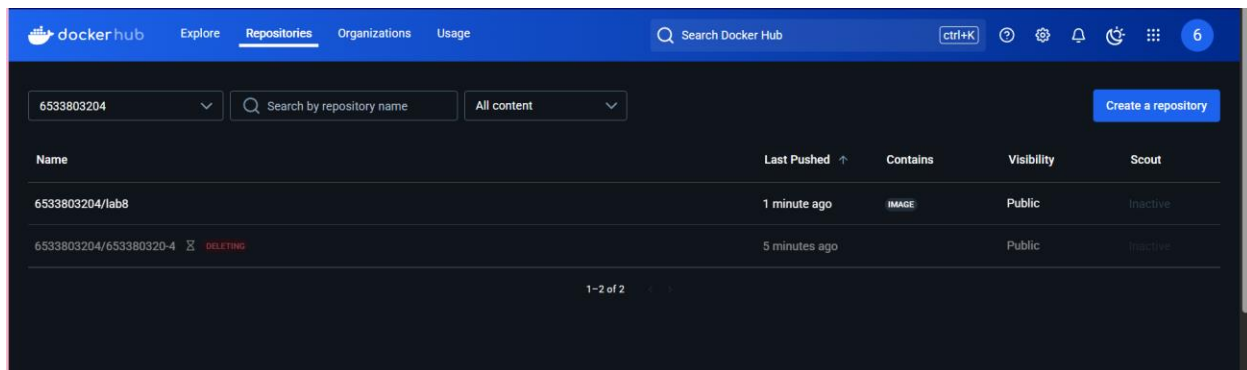 dockerhub Explore Repositories Organizations Usage Search Docker Hub ctrl+K 6
6533803204 Search by repository name All content Create a repository
Name Last Pushed Contains Visibility Scout
6533803204/lab8 1 minute ago IMAGE Public Inactive
6533803204/653380320-4 DELETING 5 minutes ago Public Inactive
1–2 of 2